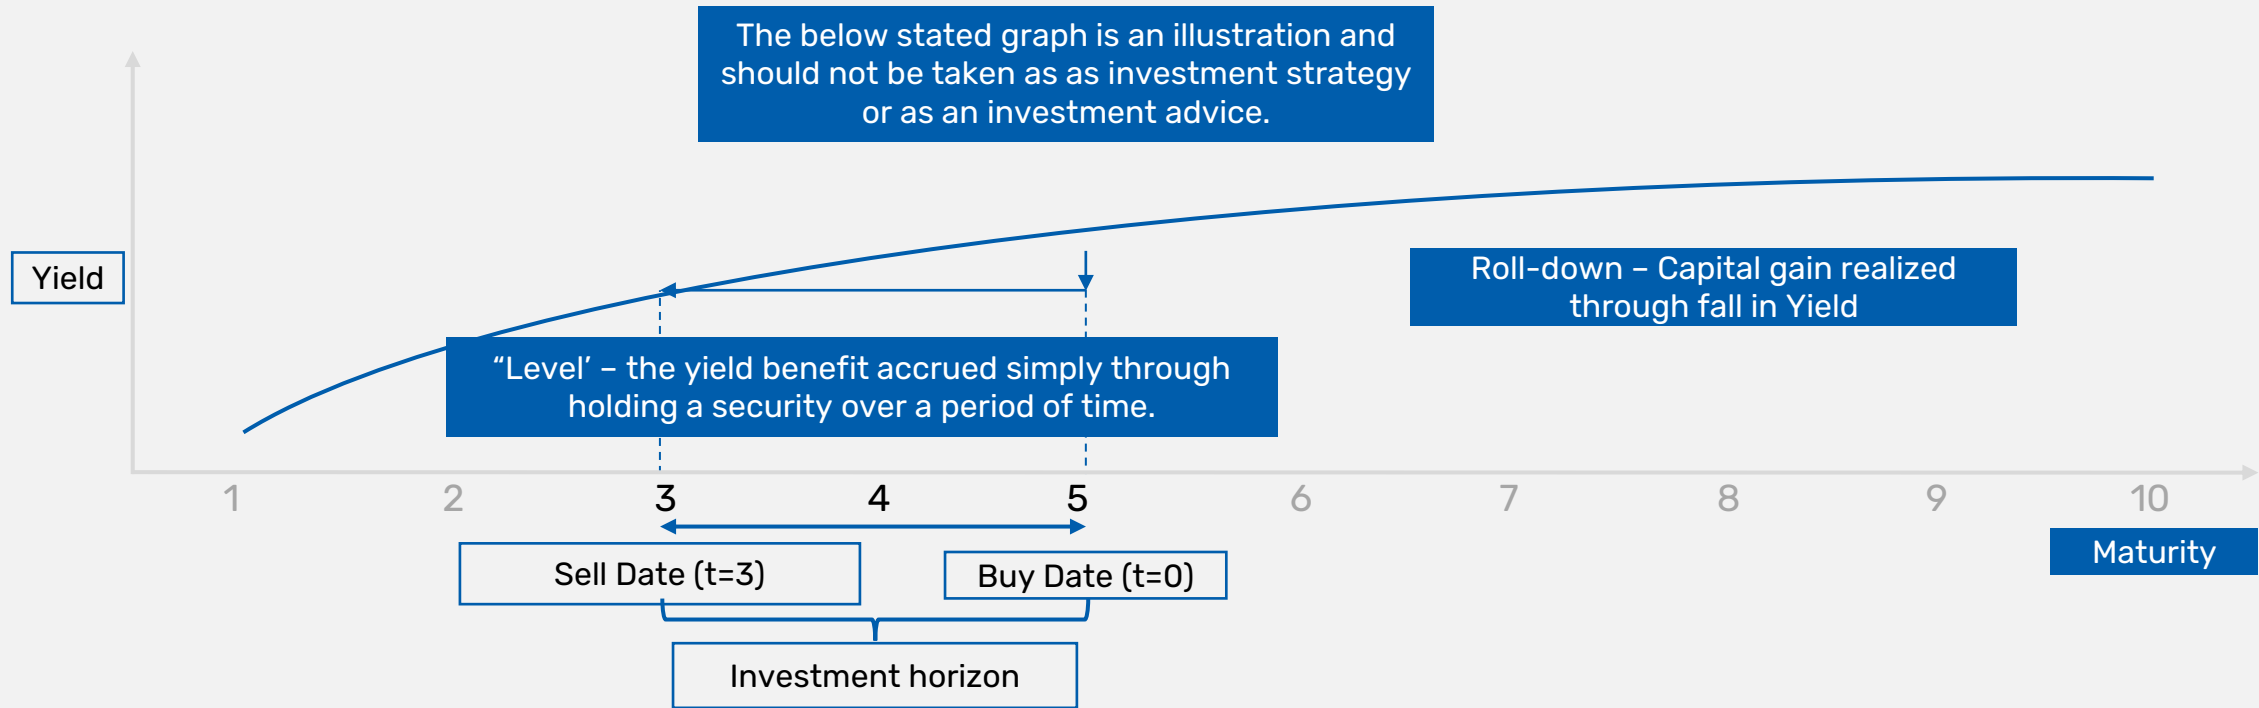 The below stated graph is an illustration and
should not be taken as as investment strategy
or as an investment advice.
Yield
Roll-down – Capital gain realized
through fall in Yield
“Level’ – the yield benefit accrued simply through
holding a security over a period of time.
1 2 3 4 5 6 7 8 9 10
Maturity
Sell Date (t=3)
Buy Date (t=0)
Investment horizon